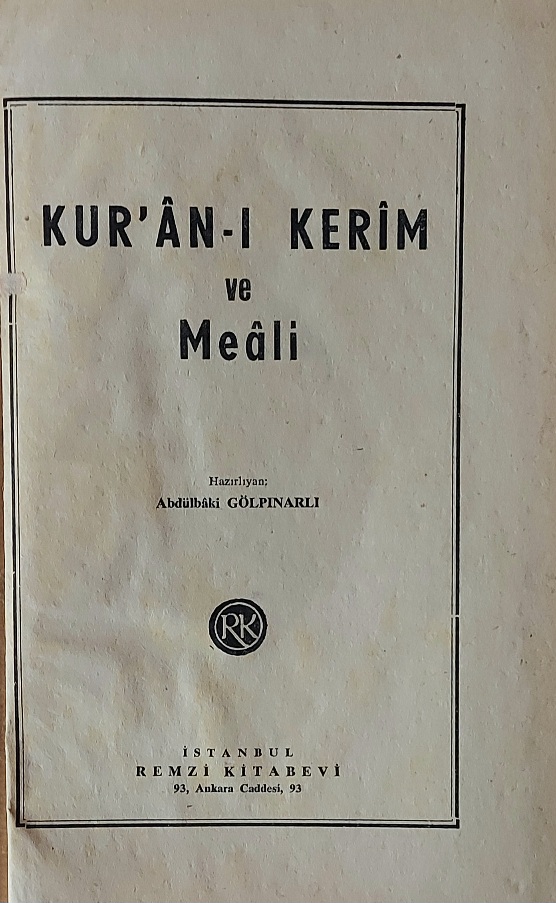 KUR'ÂN-I KERÎM
ve
Meâli
Hazırlıyan;
Abdülbâki GÖLPINARLI
RK
İSTANBUL
REMZİ KİTABEVİ
93, Ankara Caddesi, 93